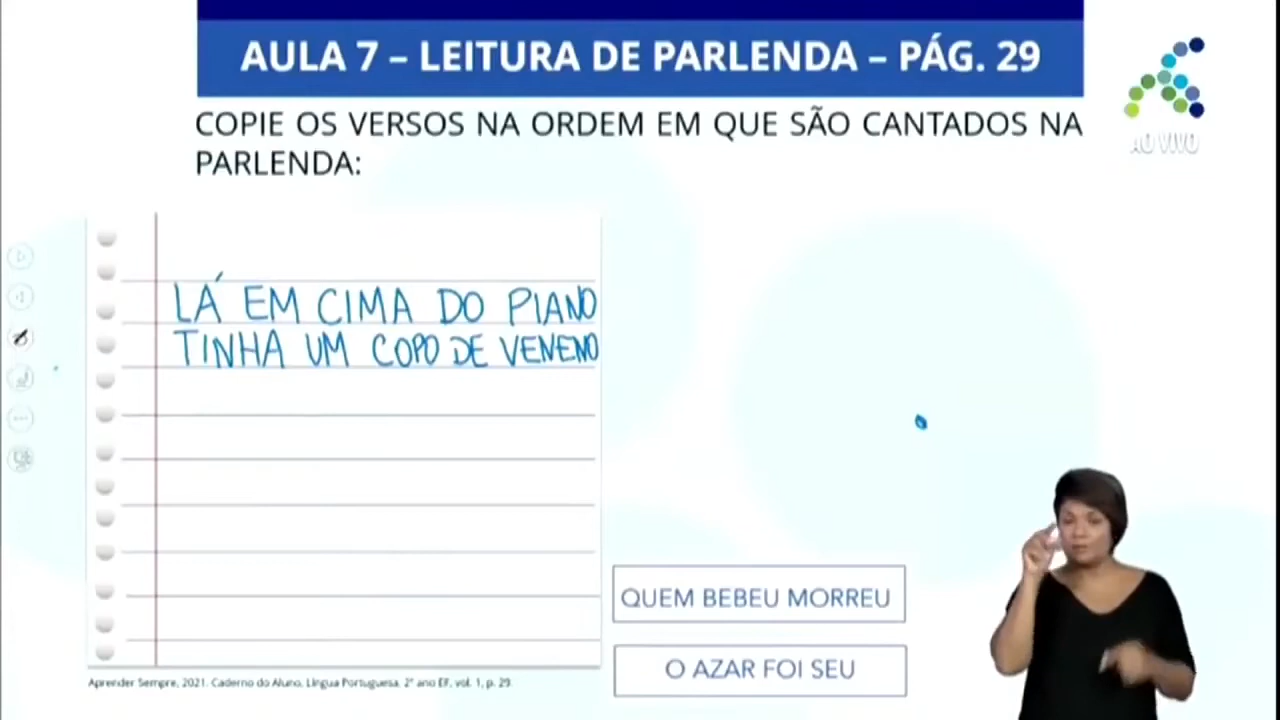 AULA 7 – LEITURA DE PARLENDA – PÁG. 29
AO VIVO
COPIE OS VERSOS NA ORDEM EM QUE SÃO CANTADOS NA
PARLENDA:
LÁ EM CIMA DO PIANO
TINHA UM COPO DE VENENO
QUEM BEBEU MORREU
O AZAR FOI SEU
Aprender Sempre, 2021. Caderno do Aluno, Língua Portuguesa, 2º ano EF, vol. 1, p. 29.